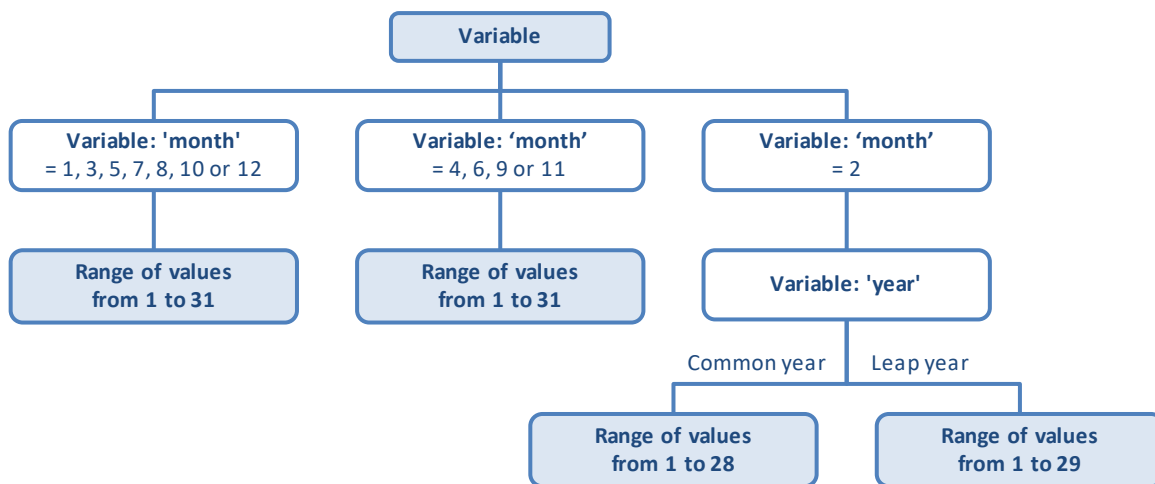 Variable
Variable: 'month'
= 1, 3, 5, 7, 8, 10 or 12
Variable: ‘month’
= 4, 6, 9 or 11
Variable: ‘month’
= 2
Range of values
from 1 to 31
Range of values
from 1 to 31
Variable: 'year'
Common year
Leap year
Range of values
from 1 to 28
Range of values
from 1 to 29